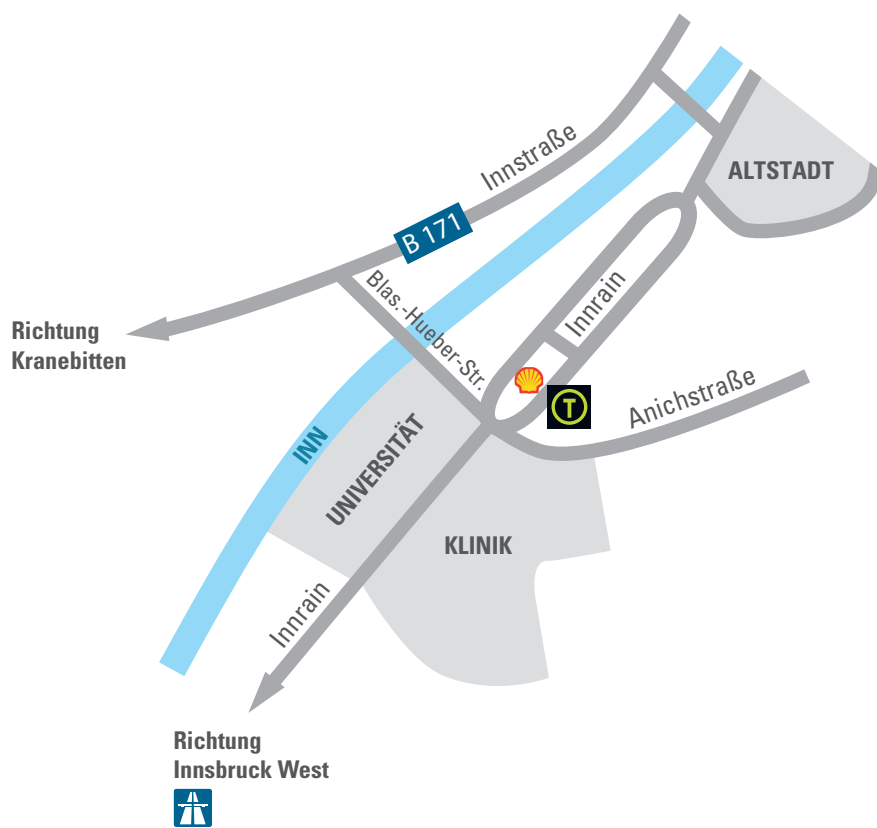 Innstraße
ALTSTADT
B 171
Blas.-Hueber-Str.
Innrain
Richtung
Kranebitten
T
Anichstraße
INN
UNIVERSITÄT
KLINIK
Innrain
Richtung
Innsbruck West